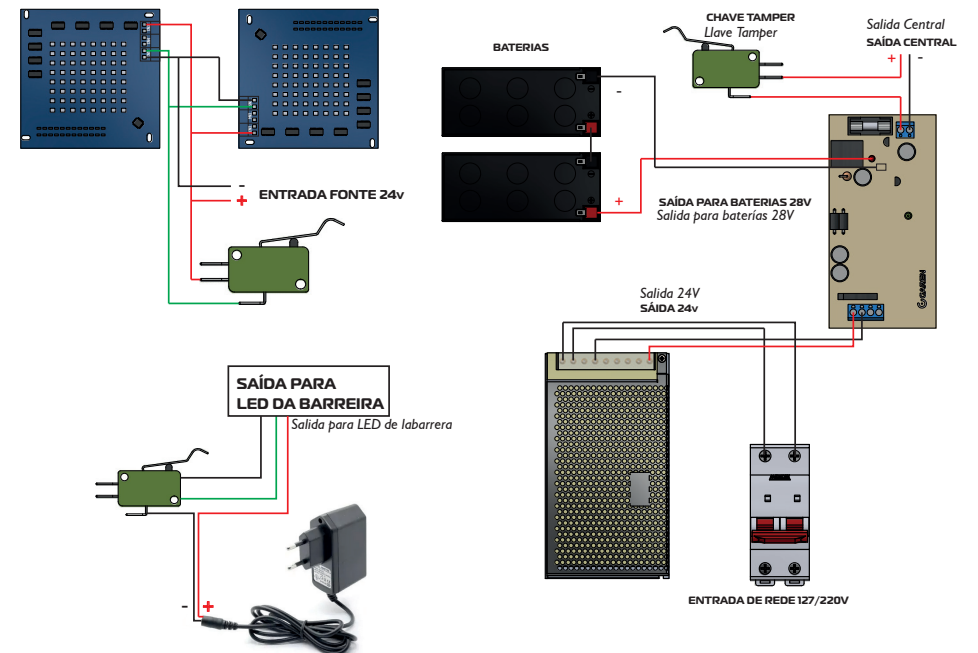 ENTRADA FONTE 24v
-
+
BATERIAS
-
+
CHAVE TAMPER
Llave Tamper
Salida Central
SAÍDA CENTRAL
+ -
SAÍDA PARA BATERIAS 28V
Salida para baterías 28V
GAREN
Salida 24V
SÁIDA 24v
ENTRADA DE REDE 127/220V
SAÍDA PARA
LED DA BARREIRA
Salida para LED de labarrera
- +